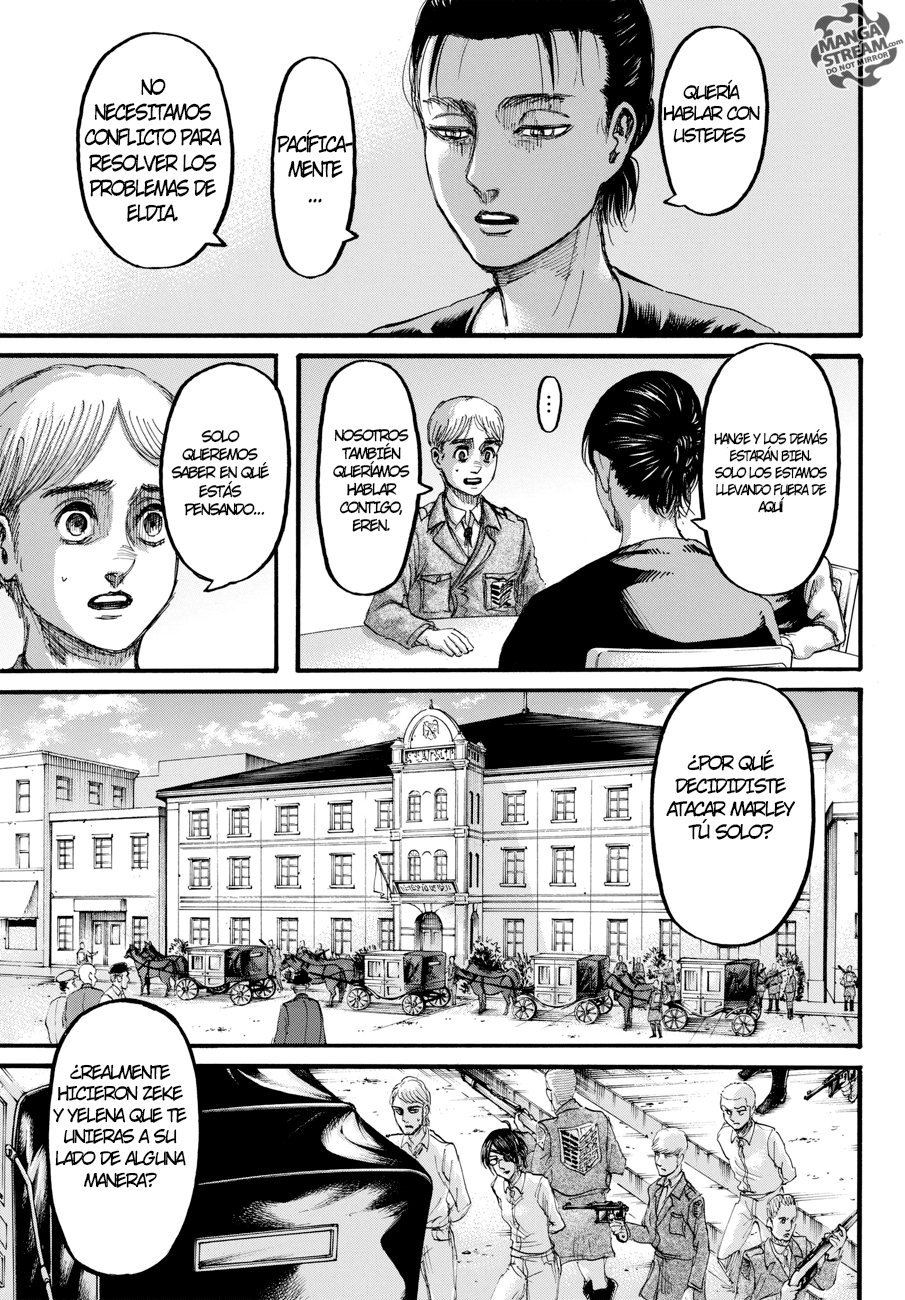 MANGA
STREAM.com
DO NOT MIRROR
QUERÍA
HABLAR CON
USTEDES
PACÍFICA-
MENTE
...
NO
NECESITAMOS
CONFLICTO PARA
RESOLVER LOS
PROBLEMAS DE
ELDIA.
HANGE Y LOS DEMÁS
ESTARÁN BIEN.
SOLO LOS ESTAMOS
LLEVANDO FUERA DE
AQUÍ
...
NOSOTROS
TAMBIÉN
QUERÍAMOS
HABLAR
CONTIGO,
EREN.
SOLO
QUEREMOS
SABER EN QUÉ
ESTÁS
PENSANDO...
¿POR QUÉ
DECIDIDISTE
ATACAR MARLEY
TÚ SOLO?
¿REALMENTE
HICIERON ZEKE
Y YELENA QUE TE
UNIERAS A SU
LADO DE ALGUNA
MANERA?